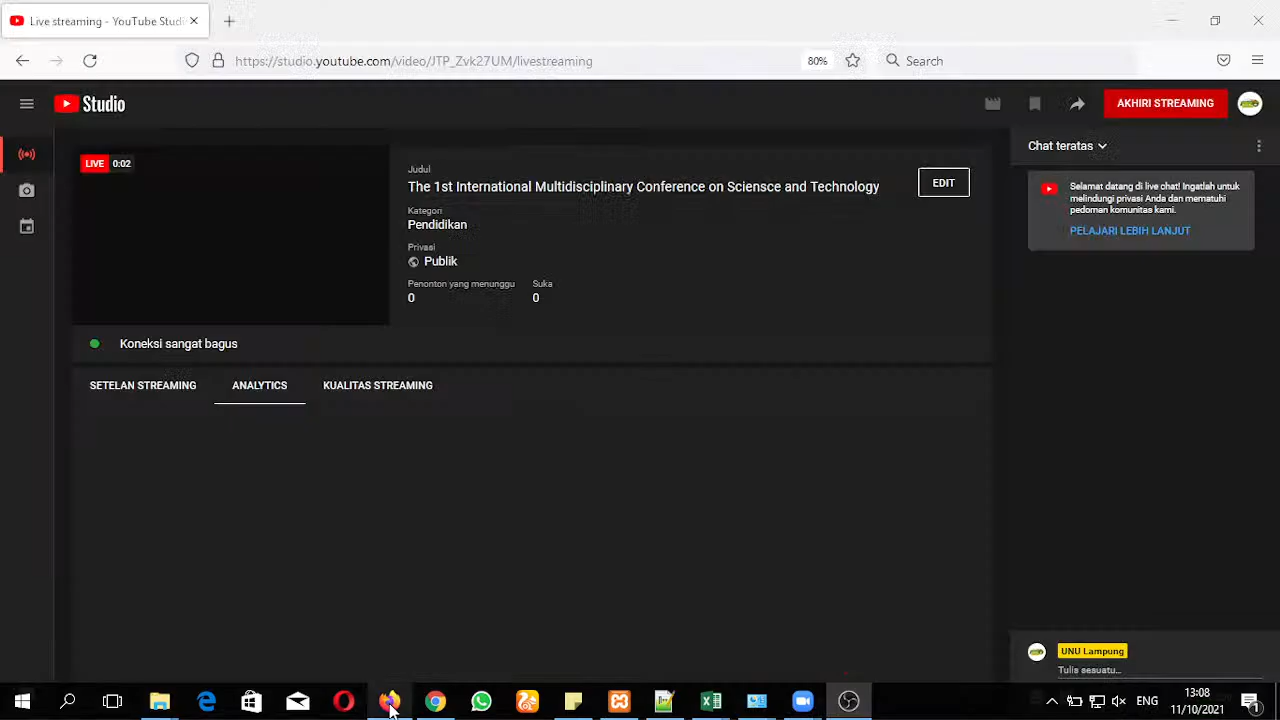 Live streaming - YouTube Studi
https://studio.youtube.com/video/JTP_Zvk27UM/livestreaming
80%
Search
Studio
AKHIRI STREAMING
LIVE 0:02
Judul
The 1st International Multidisciplinary Conference on Sciensce and Technology
EDIT
Kategori
Pendidikan
Privasi
Publik
Penonton yang menunggu
0
Suka
0
Koneksi sangat bagus
SETELAN STREAMING
ANALYTICS
KUALITAS STREAMING
Chat teratas
Selamat datang di live chat! Ingatlah untuk
melindungi privasi Anda dan mematuhi
pedoman komunitas kami.
PELAJARI LEBIH LANJUT
UNU Lampung
Tulis sesuatu...
ENG
13:08
11/10/2021
1